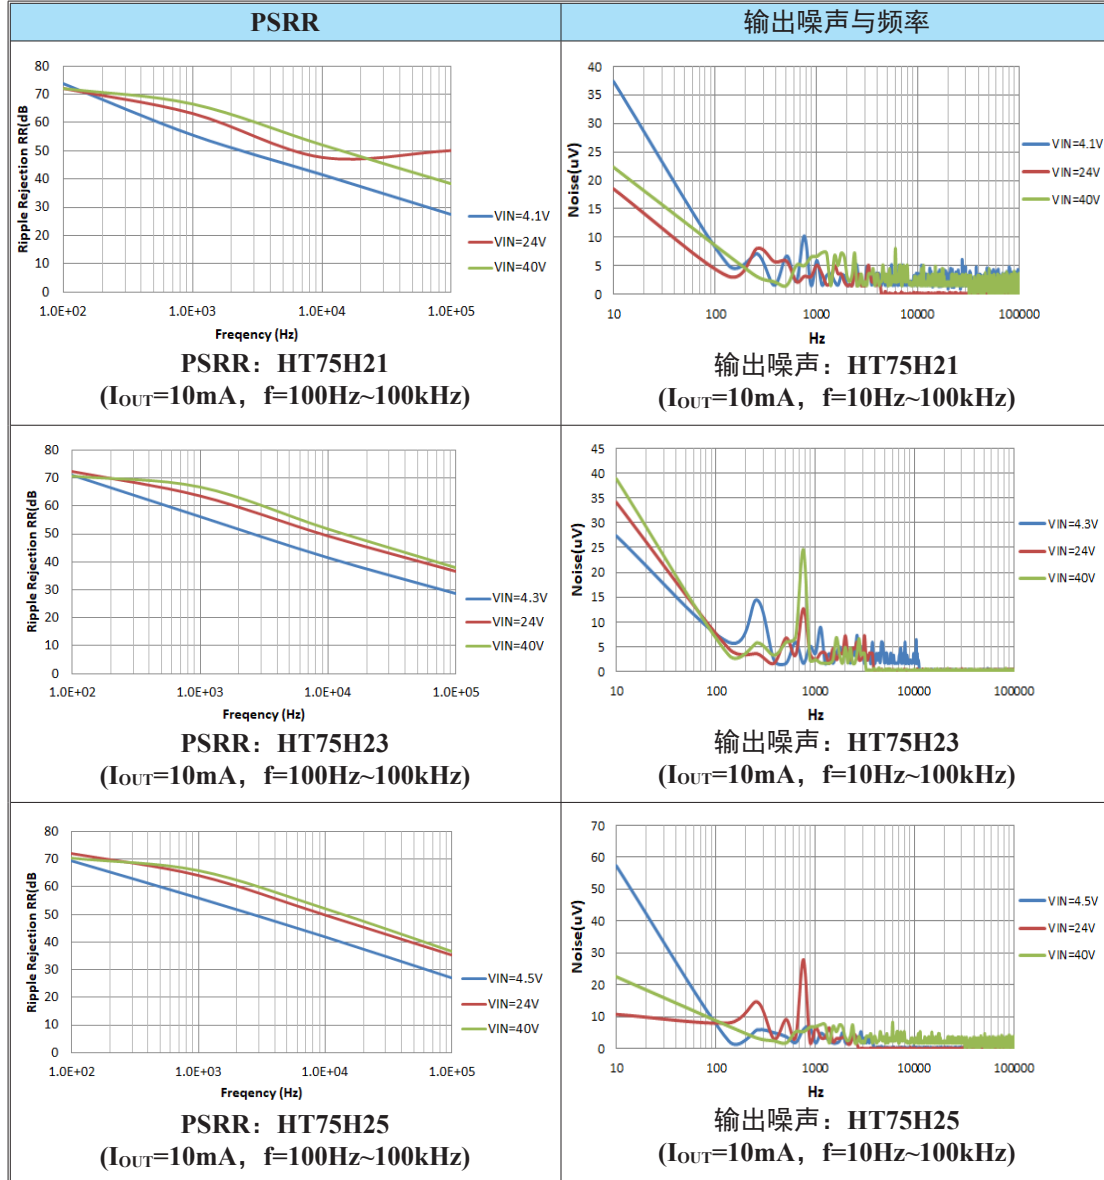 PSRR
输出噪声与频率
80
70
60
50
40
30
20
10
0
Ripple Rejection RR(dB
1.0E+02 1.0E+03 1.0E+04 1.0E+05
Freqency (Hz)
VIN=4.1V
VIN=24V
VIN=40V
PSRR：HT75H21
(IOUT=10mA，f=100Hz~100kHz)
40
35
30
25
20
15
10
5
0
Noise(uV)
10 100 1000 10000 100000
Hz
VIN=4.1V
VIN=24V
VIN=40V
输出噪声：HT75H21
(IOUT=10mA，f=10Hz~100kHz)
80
70
60
50
40
30
20
10
0
Ripple Rejection RR(dB
1.0E+02 1.0E+03 1.0E+04 1.0E+05
Freqency (Hz)
VIN=4.3V
VIN=24V
VIN=40V
PSRR：HT75H23
(IOUT=10mA，f=100Hz~100kHz)
45
40
35
30
25
20
15
10
5
0
Noise(uV)
10 100 1000 10000 100000
Hz
VIN=4.3V
VIN=24V
VIN=40V
输出噪声：HT75H23
(IOUT=10mA，f=10Hz~100kHz)
80
70
60
50
40
30
20
10
0
Ripple Rejection RR(dB
1.0E+02 1.0E+03 1.0E+04 1.0E+05
Freqency (Hz)
VIN=4.5V
VIN=24V
VIN=40V
PSRR：HT75H25
(IOUT=10mA，f=100Hz~100kHz)
70
60
50
40
30
20
10
0
Noise(uV)
10 100 1000 10000 100000
Hz
VIN=4.5V
VIN=24V
VIN=40V
输出噪声：HT75H25
(IOUT=10mA，f=10Hz~100kHz)